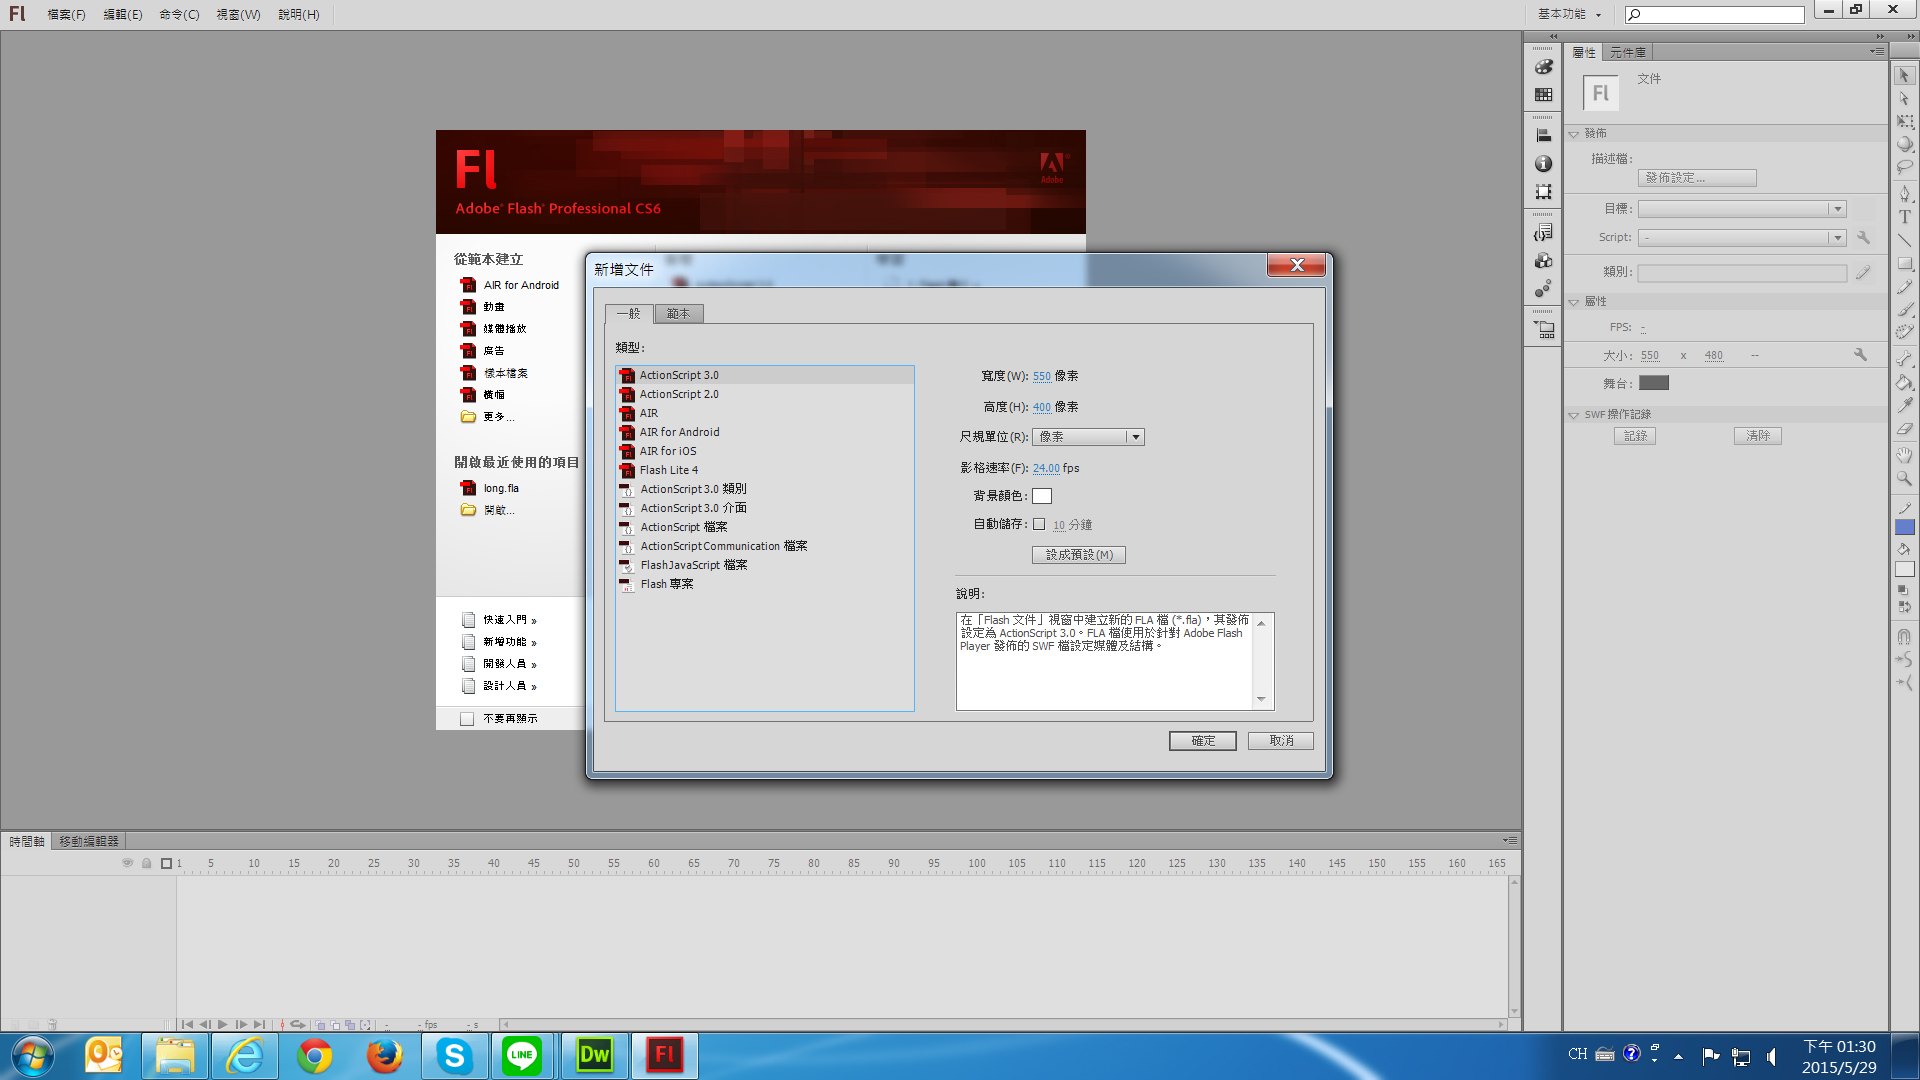 Fl 檔案(F) 編輯(E) 命令(C) 視窗(W) 說明(H) 基本功能
屬性 元件庫
Fl 文件
發佈
描述檔:
發佈設定...
目標:
Script: -
類別:
屬性
FPS: -
大小: 550 x 480 --
舞台:
SWF 操作記錄
記錄 清除
Fl
Adobe
Adobe® Flash® Professional CS6
從範本建立
AIR for Android
動畫
媒體播放
廣告
樣本檔案
橫幅
更多...
開啟最近使用的項目
long.fla
開啟...
快速入門 »
新增功能 »
開發人員 »
設計人員 »
不要再顯示
新增文件
一般 範本
類型:
ActionScript 3.0
ActionScript 2.0
AIR
AIR for Android
AIR for iOS
Flash Lite 4
ActionScript 3.0 類別
ActionScript 3.0 介面
ActionScript 檔案
ActionScript Communication 檔案
FlashJavaScript 檔案
Flash 專案
寬度(W): 550 像素
高度(H): 400 像素
尺規單位(R): 像素
影格速率(F): 24.00 fps
背景顏色:
自動儲存: 10 分鐘
設成預設(M)
說明:
在「Flash 文件」視窗中建立新的 FLA 檔 (*.fla)，其發佈
設定為 ActionScript 3.0。FLA 檔使用於針對 Adobe Flash
Player 發佈的 SWF 檔設定媒體及結構。
確定 取消
時間軸 移動編輯器
1 5 10 15 20 25 30 35 40 45 50 55 60 65 70 75 80 85 90 95 100 105 110 115 120 125 130 135 140 145 150 155 160 165
- - fps - s
LINE Dw Fl
CH
下午 01:30
2015/5/29